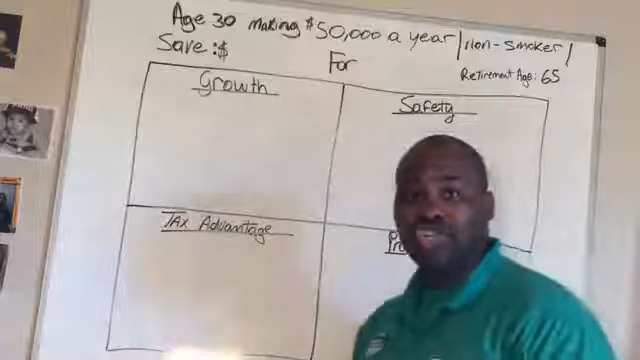 Age 30 making $50,000 a year/non-smoker/
Save:$ For Retirement Age: 65
Growth
Safety
Tax Advantage